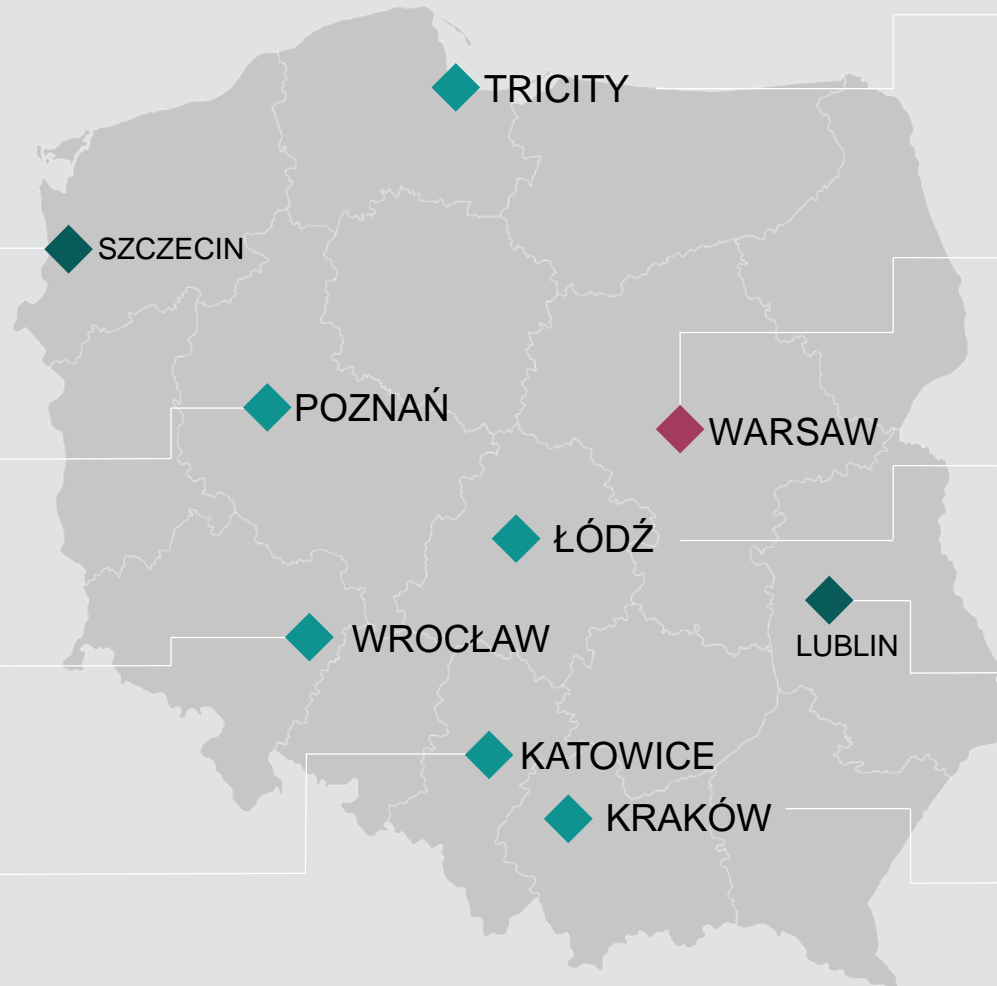 TRICITY
SZCZECIN
POZNAŃ
WARSAW
ŁÓDŹ
WROCŁAW
LUBLIN
KATOWICE
KRAKÓW